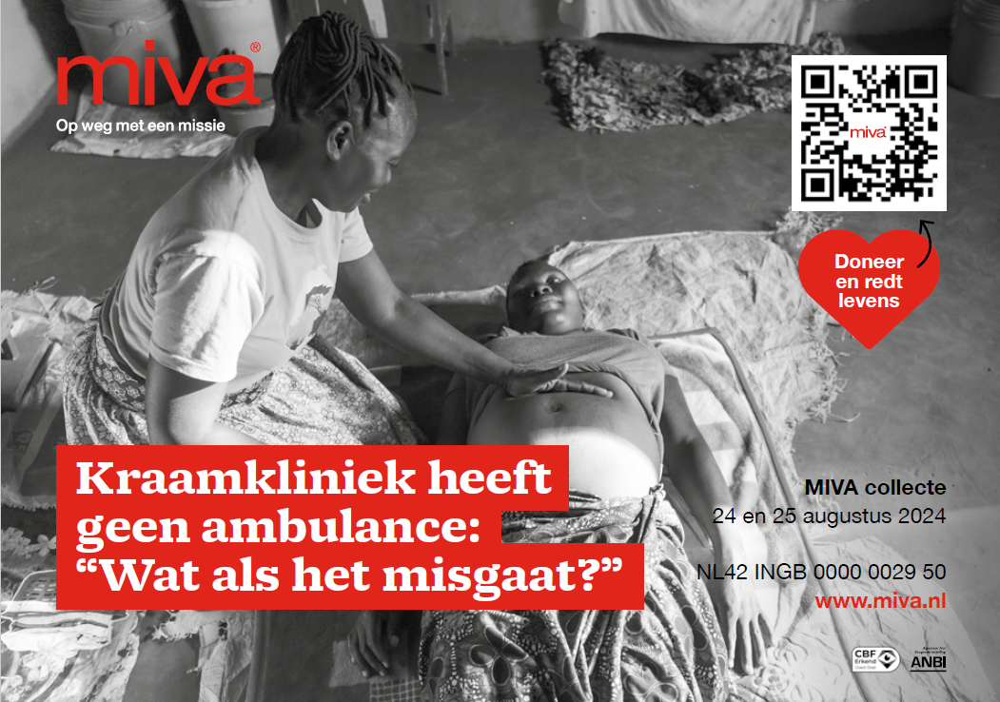 miva®
Op weg met een missie
miva
Doneer
en redt
levens
Kraamkliniek heeft
geen ambulance:
“Wat als het misgaat?”
MIVA collecte
24 en 25 augustus 2024
NL42 INGB 0000 0029 50
www.miva.nl
CBF
Erkend
Goed Doel
ANBI